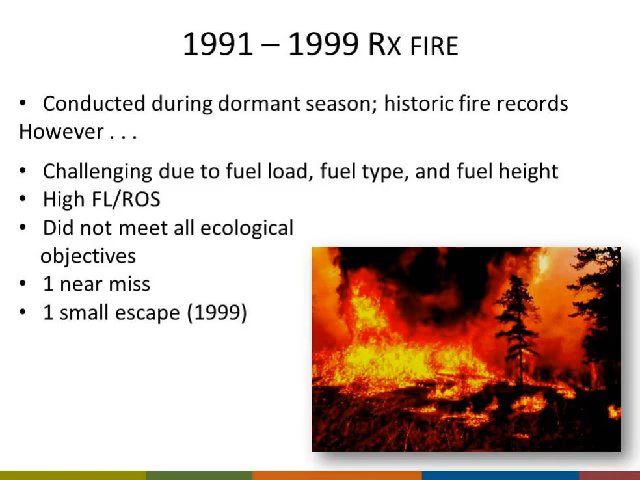 1991 – 1999 Rx fire
• Conducted during dormant season; historic fire records
However . . .
• Challenging due to fuel load, fuel type, and fuel height
• High FL/ROS
• Did not meet all ecological
objectives
• 1 near miss
• 1 small escape (1999)